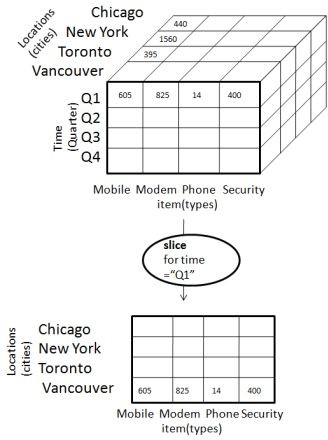 Locations
(cities)
Chicago
New York
Toronto
Vancouver
440
1560
395
Time
(Quarter)
Q1 605 825 14 400
Q2
Q3
Q4
Mobile Modem Phone Security
item(types)
slice
for time
="Q1"
Locations
(cities)
Chicago
New York
Toronto
Vancouver 605 825 14 400
Mobile Modem Phone Security
item(types)